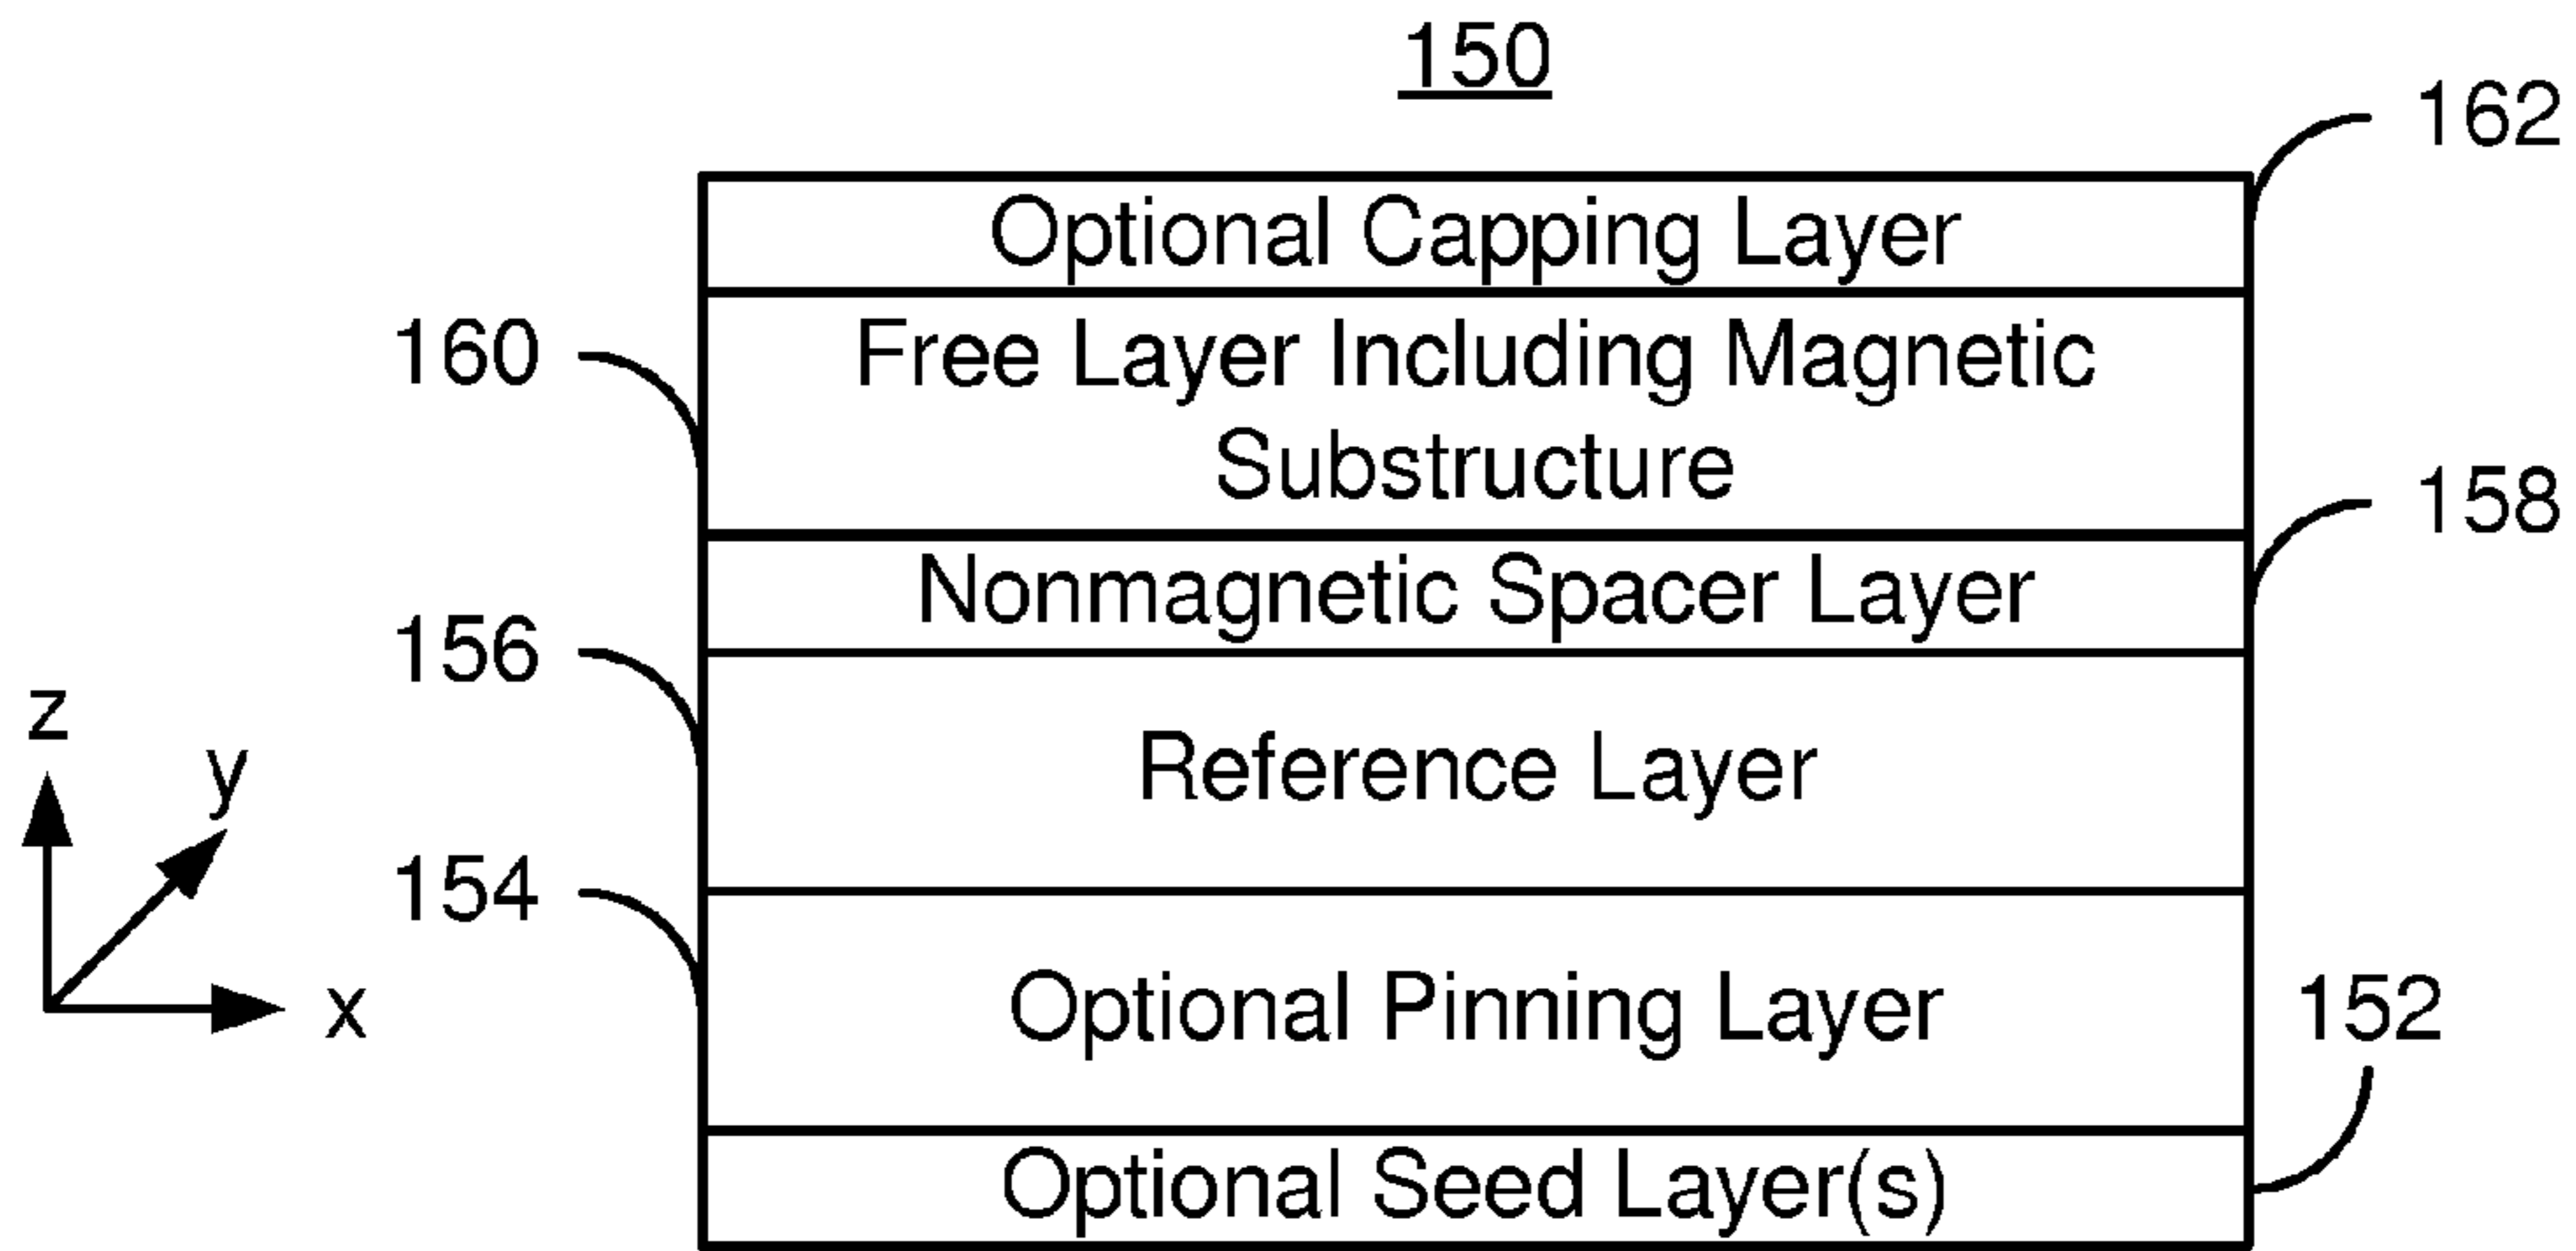 150
162
Optional Capping Layer
160
Free Layer Including Magnetic
Substructure
158
Nonmagnetic Spacer Layer
156
Reference Layer
z
y
x
154
Optional Pinning Layer
152
Optional Seed Layer(s)